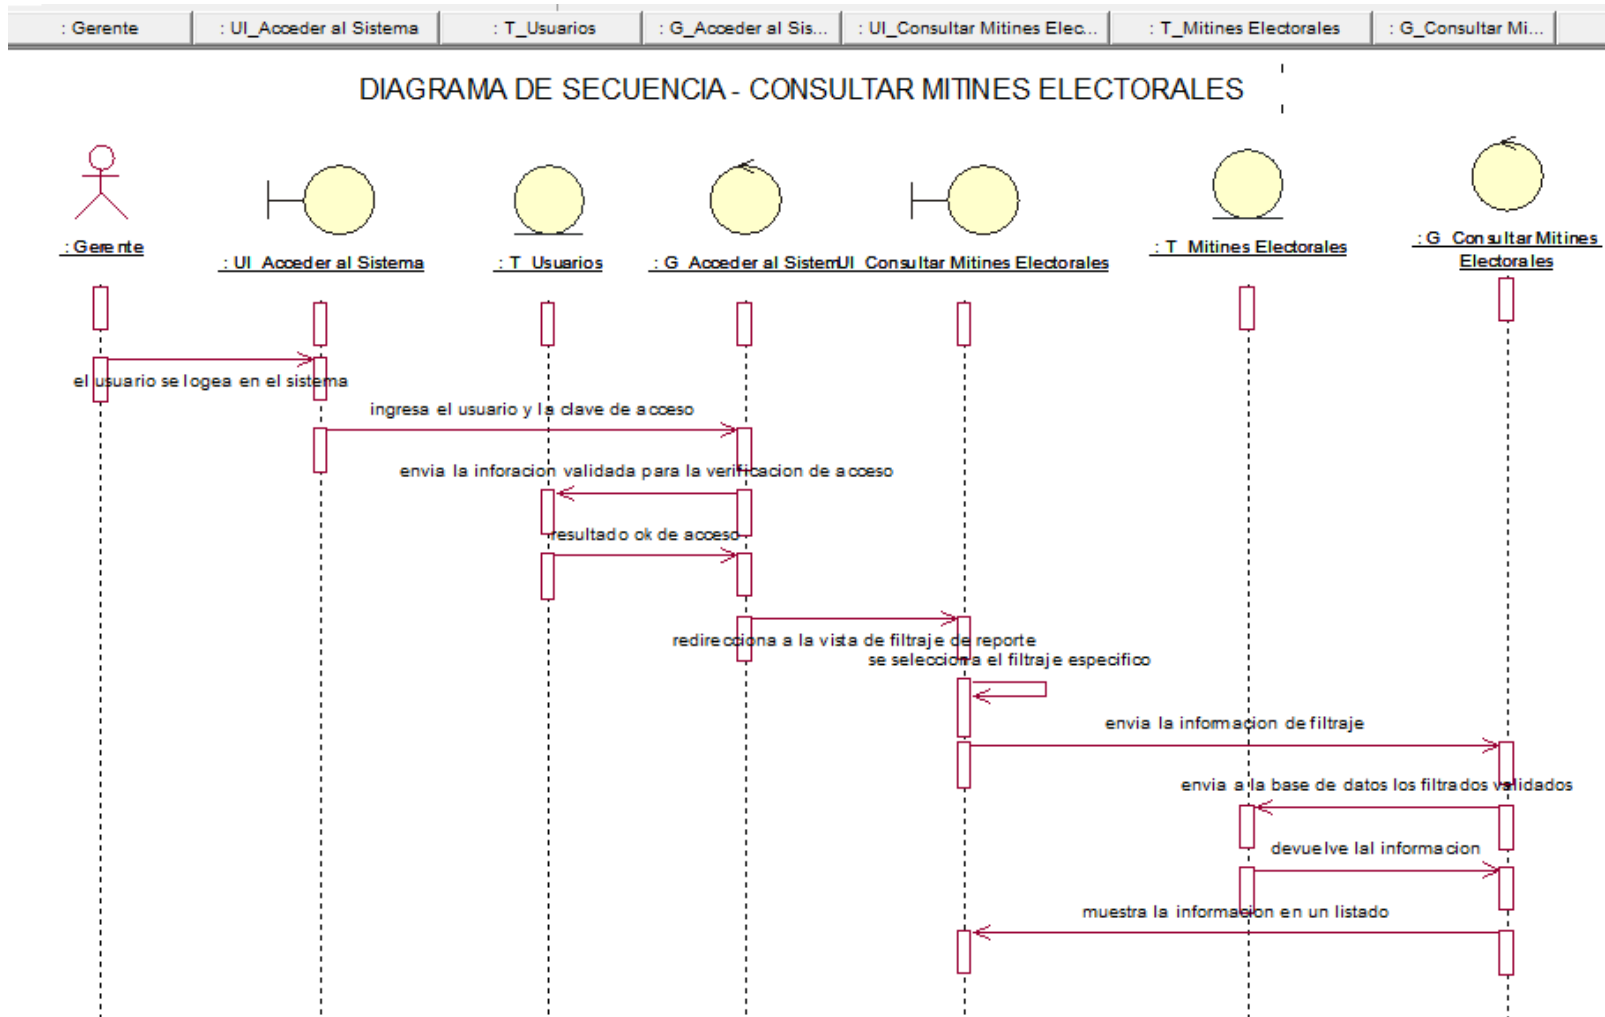 : Gerente
: UI_Acceder al Sistema
: T_Usuarios
: G_Acceder al Sis...
: UI_Consultar Mitines Elec...
: T_Mitines Electorales
: G_Consultar Mi...
DIAGRAMA DE SECUENCIA - CONSULTAR MITINES ELECTORALES
: Gerente
: UI_Acceder al Sistema
: T_Usuarios
: G_Acceder al Sistem
UI_Consultar Mitines Electorales
: T_Mitines Electorales
: G_Consultar Mitines
Electorales
el usuario se logea en el sistema
ingresa el usuario y la clave de acceso
envia la inforacion validada para la verificacion de acceso
resultado ok de acceso
redirecciona a la vista de filtraje de reporte
se selecciona el filtraje especifico
envia la informacion de filtraje
envia a la base de datos los filtrados validados
devuelve lal informacion
muestra la informacion en un listado